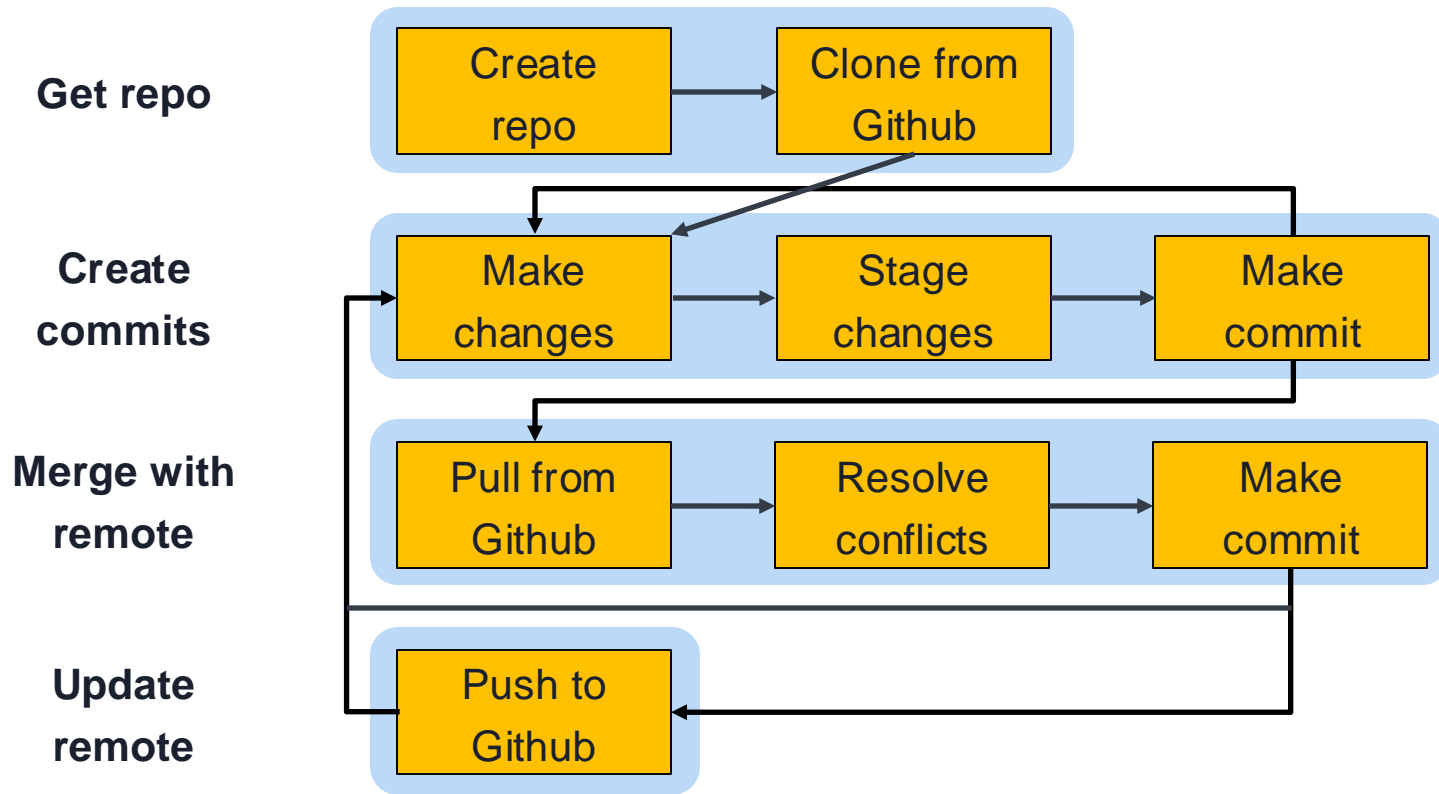 Get repo
Create
repo
Clone from
Github
Create
commits
Make
changes
Stage
changes
Make
commit
Merge with
remote
Pull from
Github
Resolve
conflicts
Make
commit
Update
remote
Push to
Github